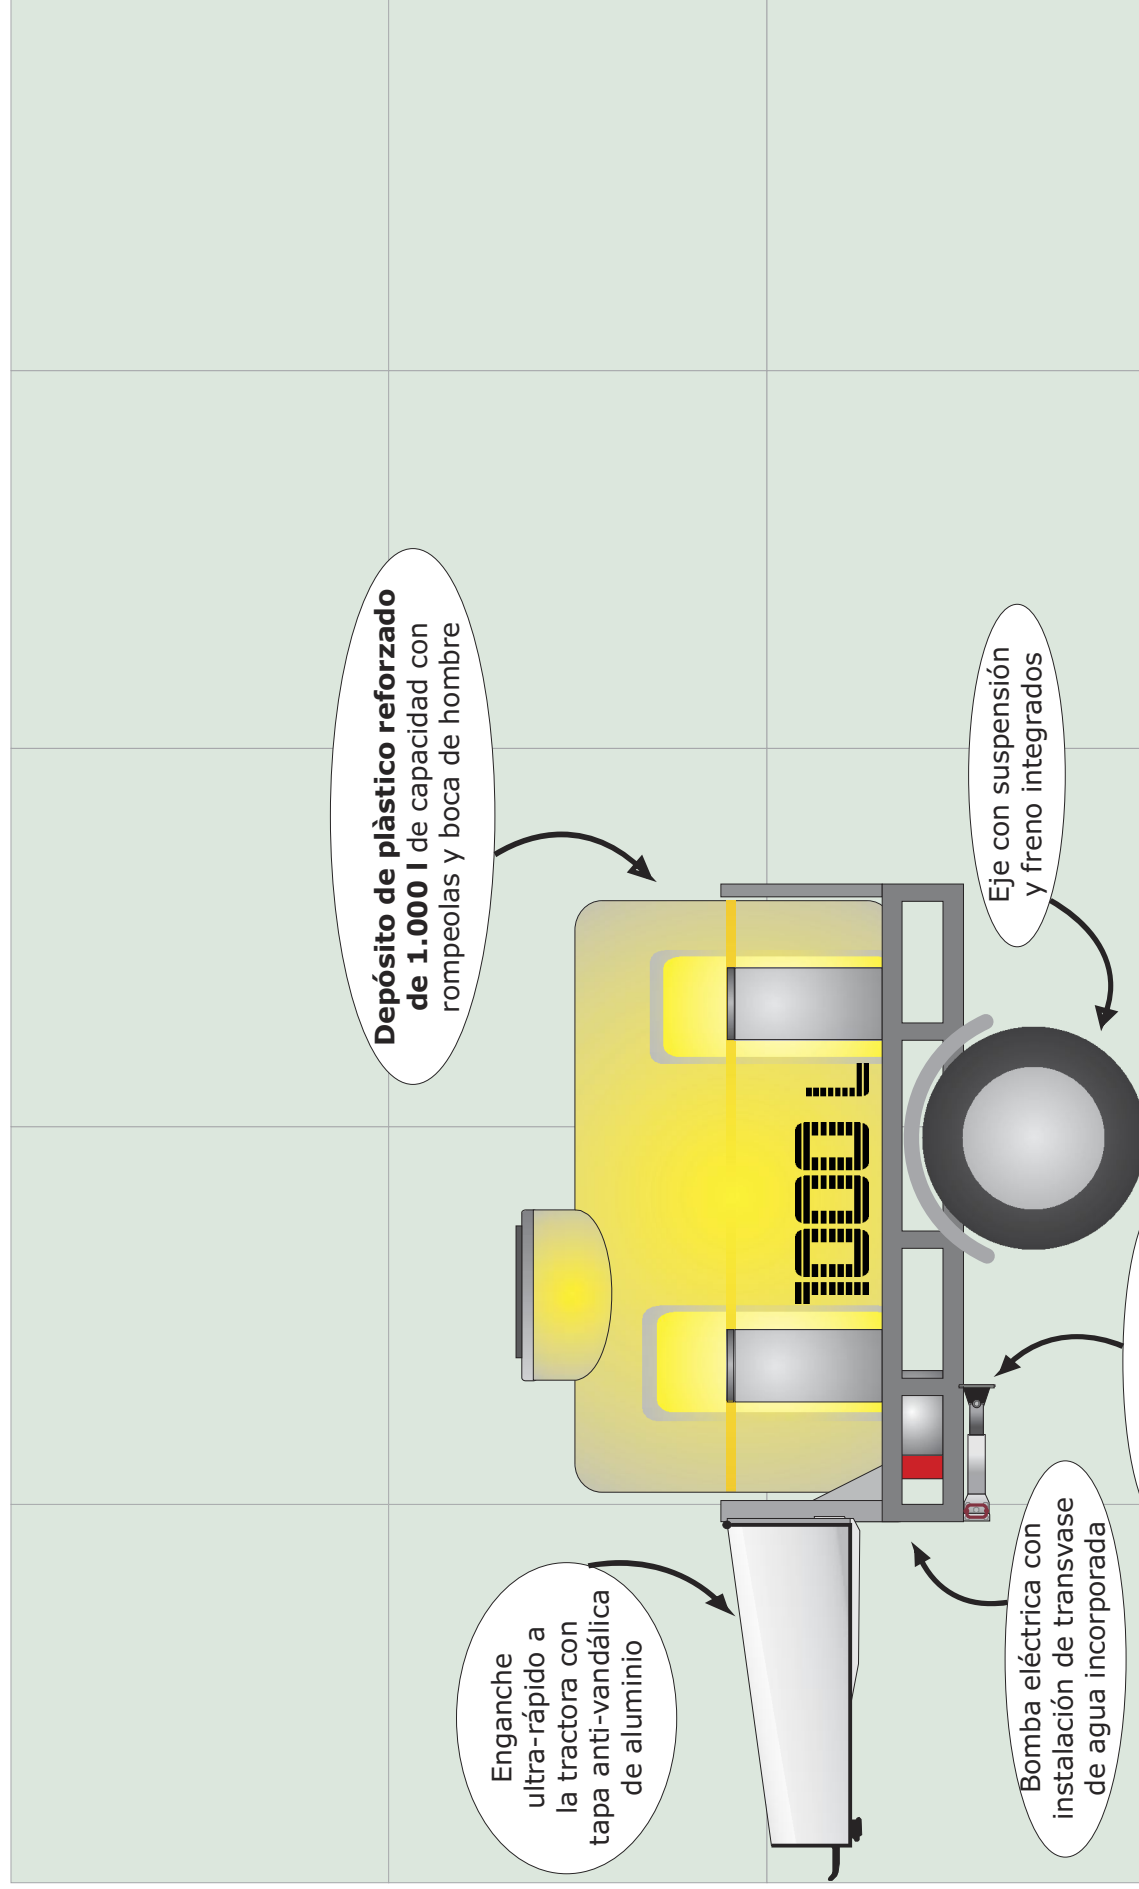 Depósito de plàstico reforzado
de 1.000 l de capacidad con
rompeolas y boca de hombre
Enganche
ultra-rápido a
la tractora con
tapa anti-vandálica
de aluminio
1000 L
Eje con suspensión
y freno integrados
Bomba eléctrica con
instalación de transvase
de agua incorporada